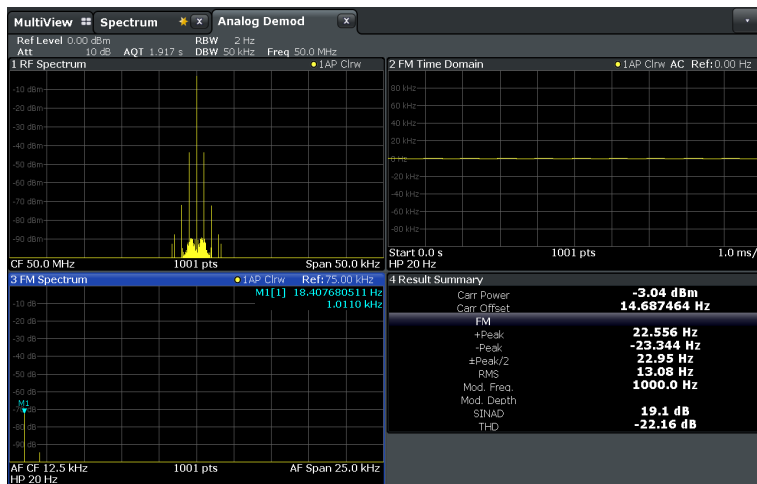 MultiView Spectrum x Analog Demod x
Ref Level 0.00 dBm RBW 2 Hz
Att 10 dB AQT 1.917 s DBW 50 kHz Freq 50.0 MHz
1 RF Spectrum 1AP Clrw
-10 dBm
-20 dBm
-30 dBm
-40 dBm
-50 dBm
-60 dBm
-70 dBm
-80 dBm
-90 dBm
CF 50.0 MHz 1001 pts Span 50.0 kHz
2 FM Time Domain 1AP Clrw AC Ref:0.00 Hz
80 kHz
60 kHz
40 kHz
20 kHz
0 Hz
-20 kHz
-40 kHz
-60 kHz
-80 kHz
Start 0.0 s 1001 pts 1.0 ms/
HP 20 Hz
3 FM Spectrum 1AP Clrw Ref:75.00 kHz
M1[1] 18.407680511 Hz
1.0110 kHz
-10 dB
-20 dB
-30 dB
-40 dB
-50 dB
-60 dB
M1
-70 dB
-80 dB
-90 dB
AF CF 12.5 kHz 1001 pts AF Span 25.0 kHz
HP 20 Hz
4 Result Summary
Carr Power -3.04 dBm
Carr Offset 14.687464 Hz
FM
+Peak 22.556 Hz
-Peak -23.344 Hz
±Peak/2 22.95 Hz
RMS 13.08 Hz
Mod. Freq. 1000.0 Hz
Mod. Depth
SINAD 19.1 dB
THD -22.16 dB